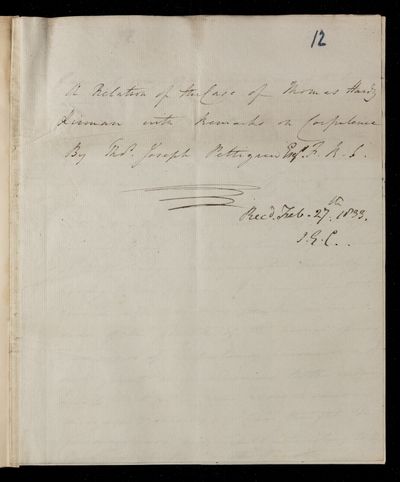 12
A Relation of the Case of Thomas Hardy
with Remarks on Corpulence
By Thos. Joseph Pettigrew Esqr. F. R. S.
Recd. Feb. 27th. 1833.
J. G. C.